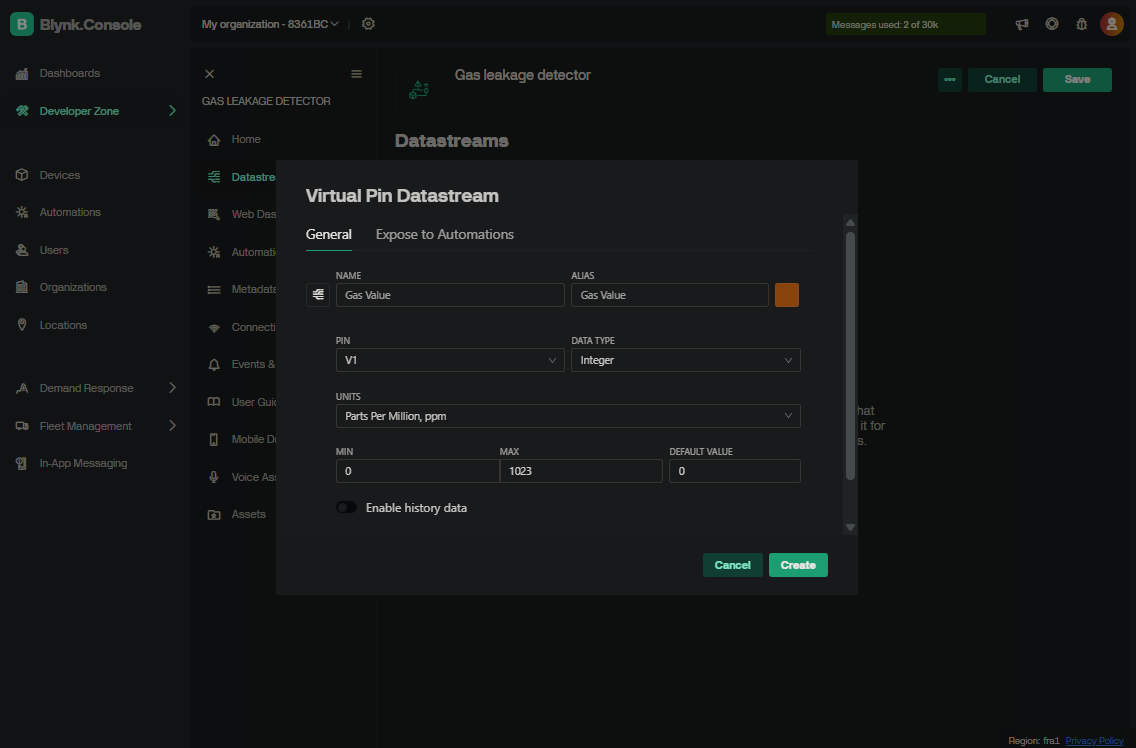 B Blynk.Console
My organization - 8361BC
Messages used: 2 of 30k
Dashboards
Developer Zone
Devices
Automations
Users
Organizations
Locations
Demand Response
Fleet Management
In-App Messaging
GAS LEAKAGE DETECTOR
Home
Datastre
Web Das
Automati
Metadata
Connecti
Events &
User Guid
Mobile D
Voice Ass
Assets
Gas leakage detector
Cancel
Save
Datastreams
hat
it for
s.
Virtual Pin Datastream
General Expose to Automations
NAME ALIAS
Gas Value Gas Value
PIN DATA TYPE
V1 Integer
UNITS
Parts Per Million, ppm
MIN MAX DEFAULT VALUE
0 1023 0
Enable history data
Cancel Create
Region: fra1 Privacy Policy